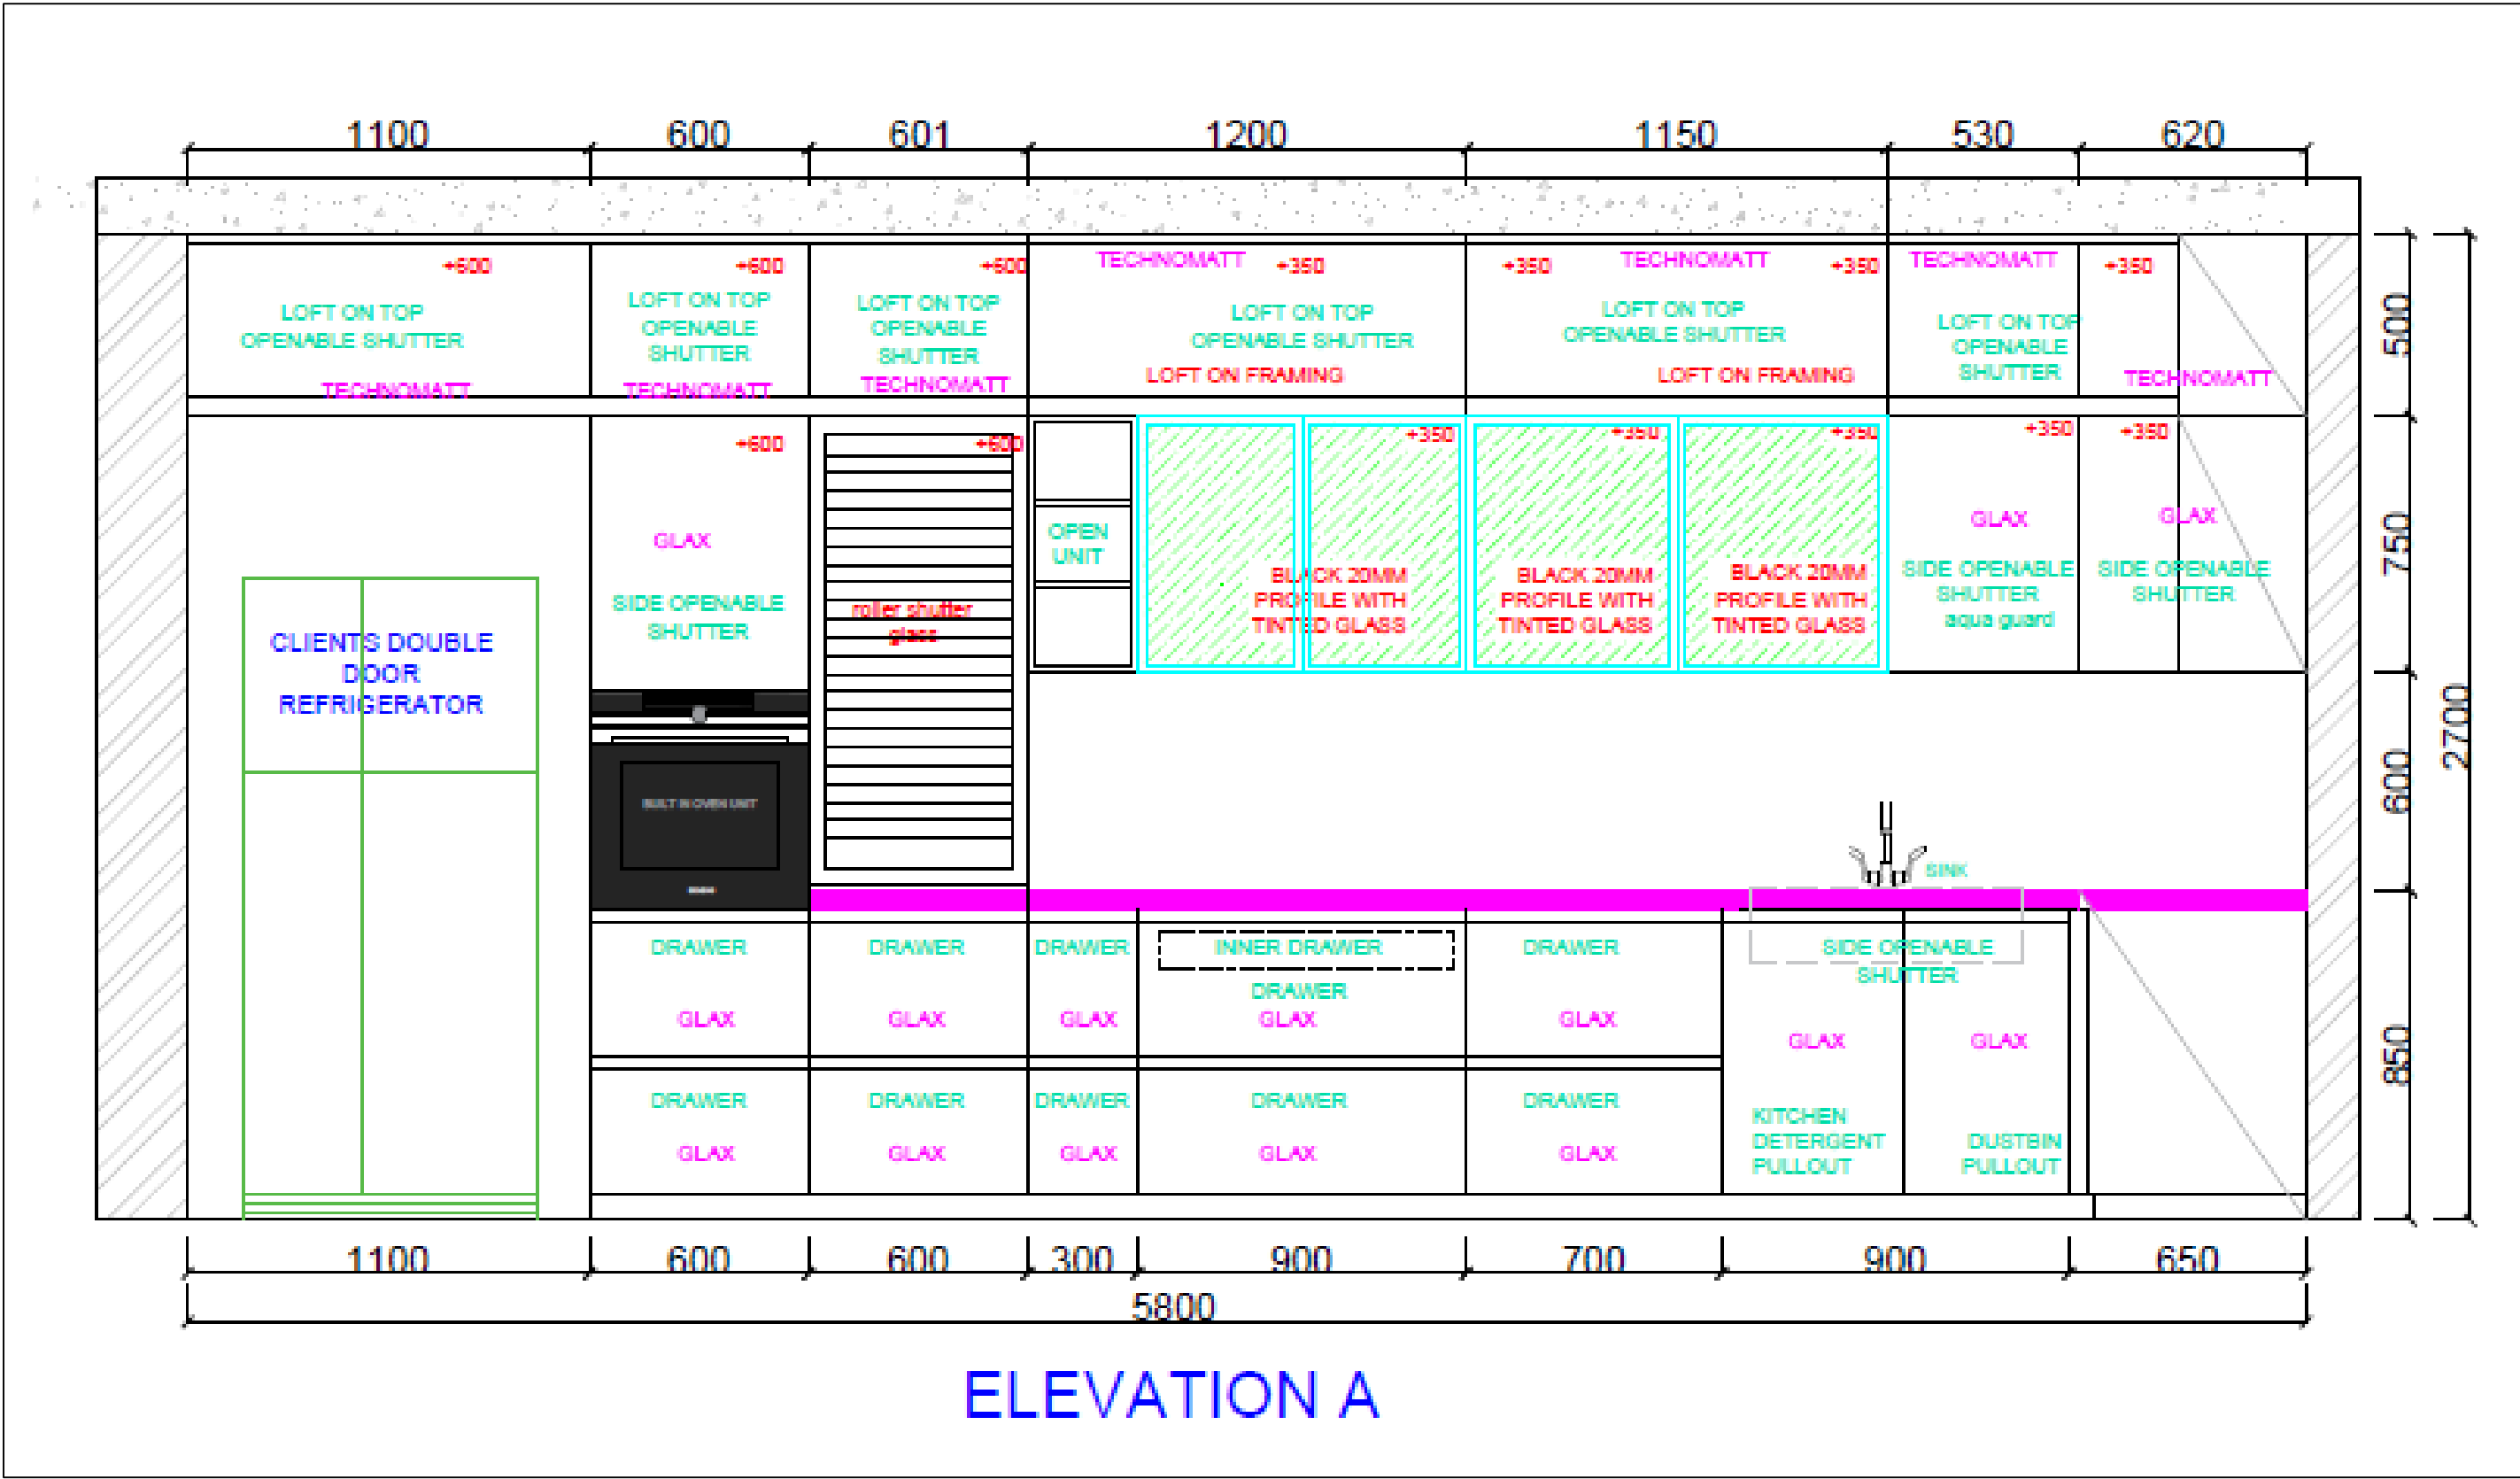 1100 600 601 1200 1150 530 620
+600 +600 +600 TECHNOMATT +350 +350 TECHNOMATT +350 TECHNOMATT +350
LOFT ON TOP
OPENABLE SHUTTER
TECHNOMATT
LOFT ON TOP
OPENABLE
SHUTTER
TECHNOMATT
LOFT ON TOP
OPENABLE
SHUTTER
TECHNOMATT
LOFT ON TOP
OPENABLE SHUTTER
LOFT ON FRAMING
LOFT ON TOP
OPENABLE SHUTTER
LOFT ON FRAMING
LOFT ON TOP
OPENABLE
SHUTTER
TECHNOMATT
500
+600 +600 +350 +350 +350 +350 +350
GLAX
SIDE OPENABLE
SHUTTER
roller shutter
glass
OPEN
UNIT
BLACK 20MM
PROFILE WITH
TINTED GLASS
BLACK 20MM
PROFILE WITH
TINTED GLASS
BLACK 20MM
PROFILE WITH
TINTED GLASS
GLAX
SIDE OPENABLE
SHUTTER
aqua guard
GLAX
SIDE OPENABLE
SHUTTER
750
CLIENTS DOUBLE
DOOR
REFRIGERATOR
BUILT IN OVEN UNIT
600
2700
SINK
DRAWER DRAWER DRAWER INNER DRAWER DRAWER SIDE OPENABLE
SHUTTER
DRAWER
GLAX GLAX GLAX GLAX GLAX
GLAX GLAX
850
DRAWER DRAWER DRAWER DRAWER DRAWER
GLAX GLAX GLAX GLAX GLAX
KITCHEN
DETERGENT
PULLOUT
DUSTBIN
PULLOUT
1100 600 600 300 900 700 900 650
5800
ELEVATION A